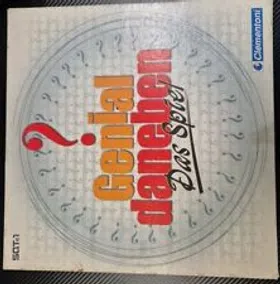 Clementoni
?
Genial
daneben
Das Spiel
SAT.1